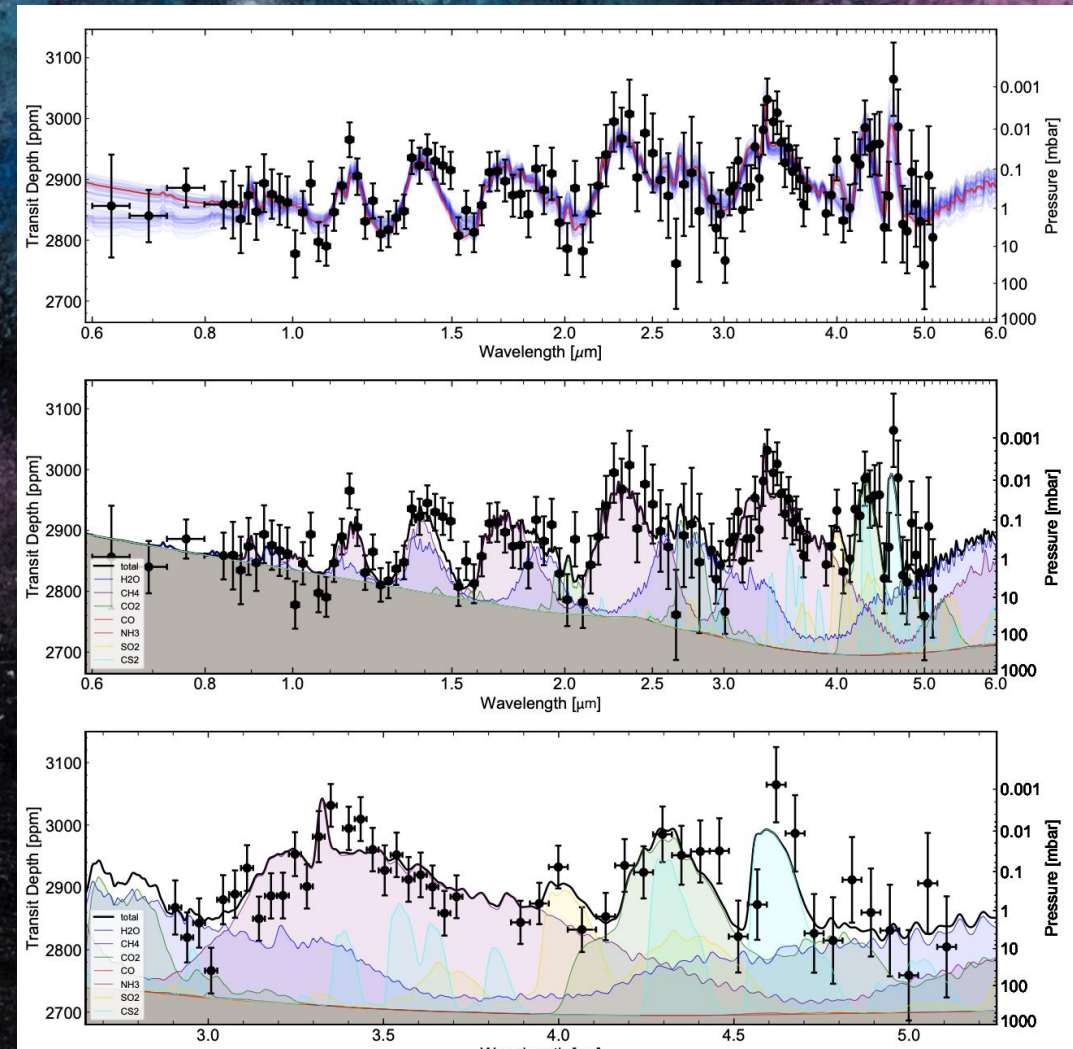 3100
3000
2900
2800
2700
Transit Depth [ppm]
0.001
0.01
0.1
1
10
100
1000
Pressure [mbar]
0.6 0.8 1.0 1.5 2.0 2.5 3.0 4.0 5.0 6.0
Wavelength [μm]
3100
3000
2900
2800
2700
Transit Depth [ppm]
total
H2O
CH4
CO2
CO
NH3
SO2
CS2
0.001
0.01
0.1
1
10
100
1000
Pressure [mbar]
0.6 0.8 1.0 1.5 2.0 2.5 3.0 4.0 5.0 6.0
Wavelength [μm]
3100
3000
2900
2800
2700
Transit Depth [ppm]
total
H2O
CH4
CO2
CO
NH3
SO2
CS2
0.001
0.01
0.1
1
10
100
1000
Pressure [mbar]
3.0 3.5 4.0 4.5 5.0